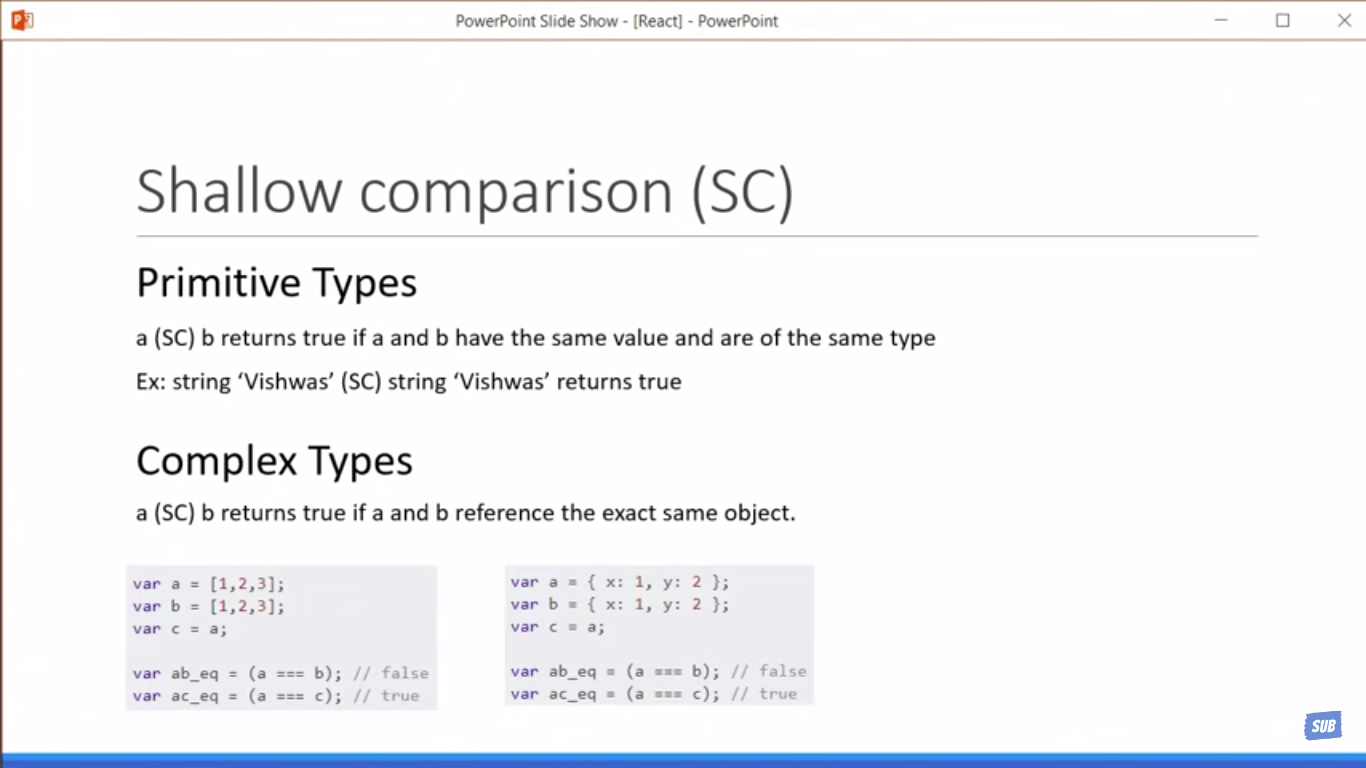 PowerPoint Slide Show - [React] - PowerPoint
Shallow comparison (SC)
Primitive Types
a (SC) b returns true if a and b have the same value and are of the same type
Ex: string ‘Vishwas’ (SC) string ‘Vishwas’ returns true
Complex Types
a (SC) b returns true if a and b reference the exact same object.
var a = [1,2,3];
var b = [1,2,3];
var c = a;
var ab_eq = (a === b); // false
var ac_eq = (a === c); // true
var a = { x: 1, y: 2 };
var b = { x: 1, y: 2 };
var c = a;
var ab_eq = (a === b); // false
var ac_eq = (a === c); // true
SUB